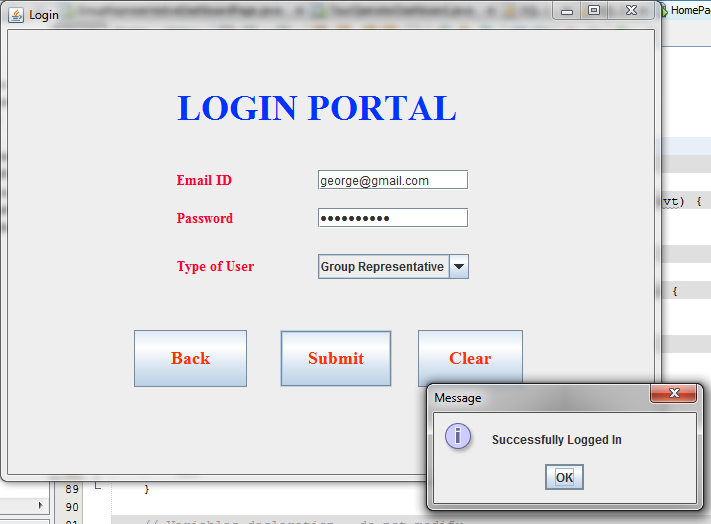 Login
HomePa
LOGIN PORTAL
Email ID
george@gmail.com
Password
••••••••••
Type of User
Group Representative
vt) {
{
Back
Submit
Clear
Message
Successfully Logged In
OK
89 }
90